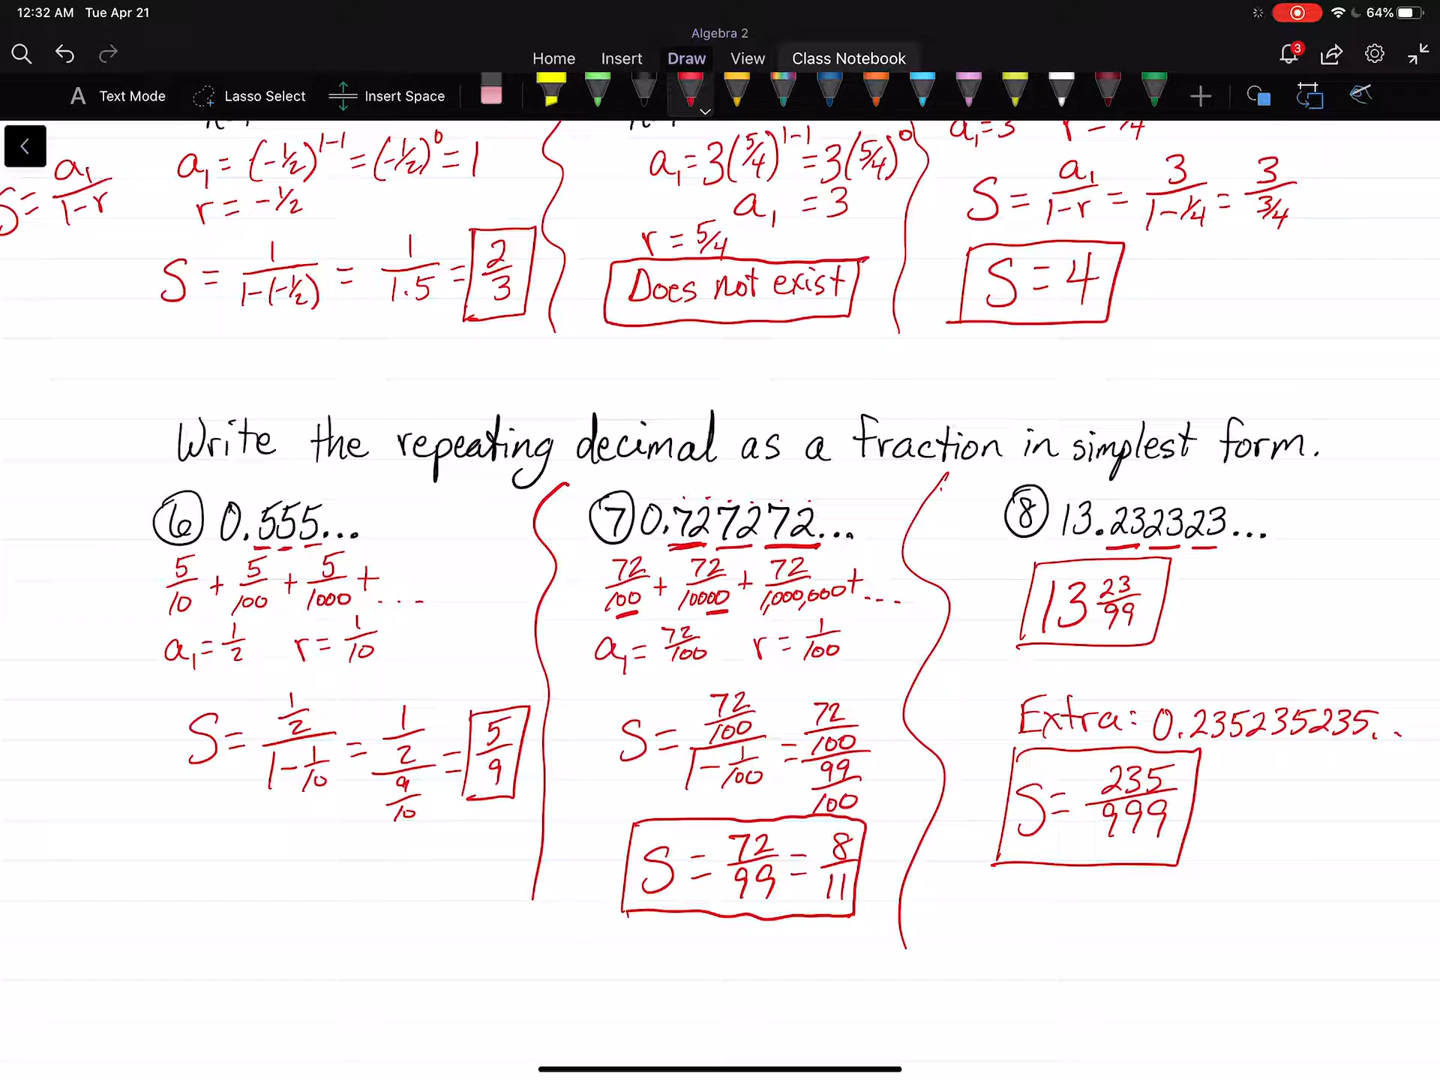 12:32 AM Tue Apr 21
64%
Algebra 2
Home Insert Draw View Class Notebook
3
A Text Mode Lasso Select Insert Space
S = a₁/(1-r)
a₁ = (-1/2)^(1-1) = (-1/2)^0 = 1
r = -1/2
S = 1/(1-(-1/2)) = 1/1.5 = 2/3
a₁ = 3(5/4)^(1-1) = 3(5/4)^0
a₁ = 3
r = 5/4
Does not exist
a₁ = 3 r = 1/4
S = a₁/(1-r) = 3/(1-1/4) = 3/(3/4)
S = 4
Write the repeating decimal as a fraction in simplest form.
⑥ 0.555...
5/10 + 5/100 + 5/1000 + ....
a₁ = 1/2 r = 1/10
S = (1/2)/(1-1/10) = (1/2)/(9/10) = 5/9
⑦ 0.727272...
72/100 + 72/10000 + 72/1,000,000 + ...
a₁ = 72/100 r = 1/100
S = (72/100)/(1-1/100) = (72/100)/(99/100)
S = 72/99 = 8/11
⑧ 13.232323...
13 23/99
Extra: 0.235235235...
S = 235/999